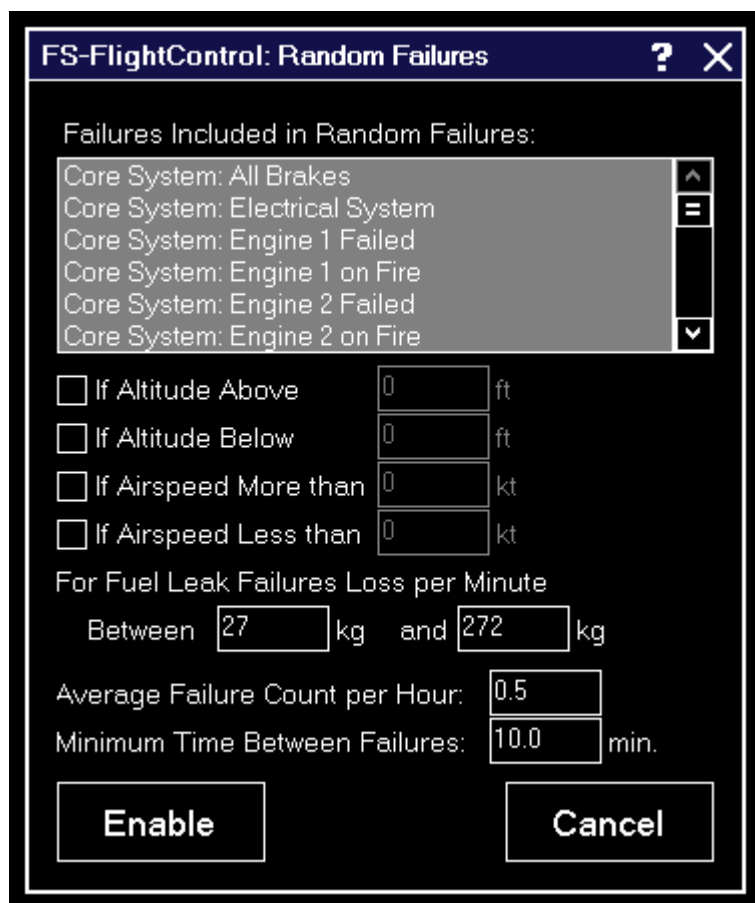 FS-FlightControl: Random Failures ?
Failures Included in Random Failures:
Core System: All Brakes
Core System: Electrical System
Core System: Engine 1 Failed
Core System: Engine 1 on Fire
Core System: Engine 2 Failed
Core System: Engine 2 on Fire
If Altitude Above 0 ft
If Altitude Below 0 ft
If Airspeed More than 0 kt
If Airspeed Less than 0 kt
For Fuel Leak Failures Loss per Minute
Between 27 kg and 272 kg
Average Failure Count per Hour: 0.5
Minimum Time Between Failures: 10.0 min.
Enable Cancel